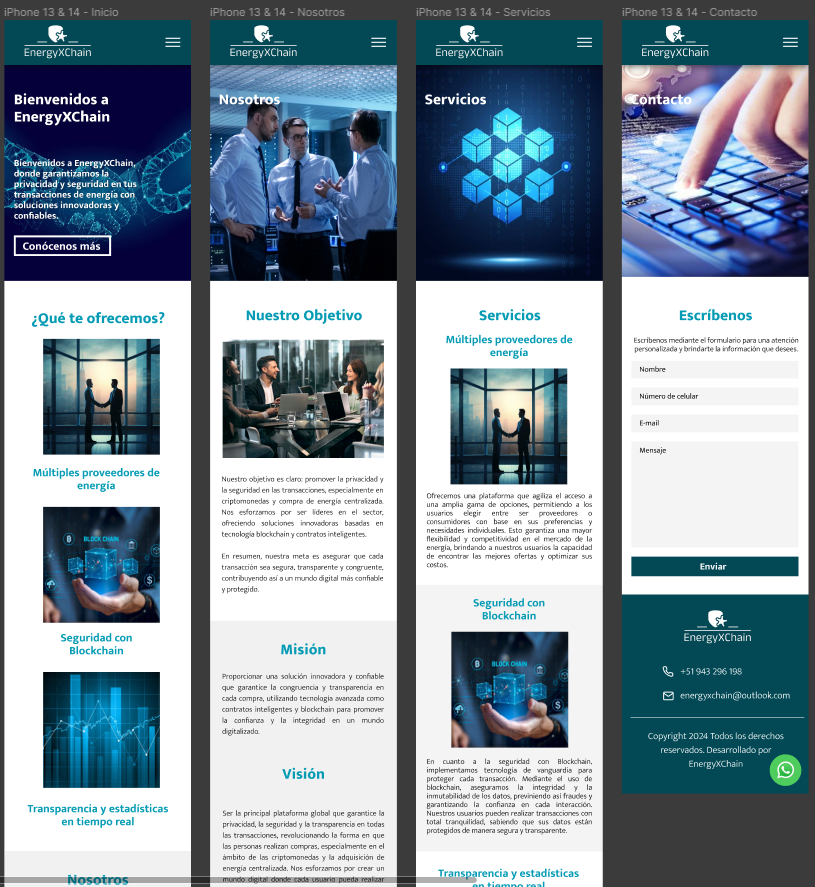 iPhone 13 & 14 - Inicio
EnergyXChain
Bienvenidos a
EnergyXChain
Bienvenidos a EnergyXChain,
donde garantizamos la
privacidad y seguridad en tus
transacciones de energía con
soluciones innovadoras y
confiables.
Conócenos más
¿Qué te ofrecemos?
Múltiples proveedores de
energía
BLOCK CHAIN
Seguridad con
Blockchain
Transparencia y estadísticas
en tiempo real
Nosotros
iPhone 13 & 14 - Nosotros
EnergyXChain
Nosotros
Nuestro Objetivo
Nuestro objetivo es claro: promover la privacidad y
la seguridad en las transacciones, especialmente en
criptomonedas y compra de energía centralizada.
Nos esforzamos por ser líderes en el sector,
ofreciendo soluciones innovadoras basadas en
tecnología blockchain y contratos inteligentes.
En resumen, nuestra meta es asegurar que cada
transacción sea segura, transparente y congruente,
contribuyendo así a un mundo digital más confiable
y protegido.
Misión
Proporcionar una solución innovadora y confiable
que garantice la congruencia y transparencia en
cada compra, utilizando tecnología avanzada como
contratos inteligentes y blockchain para promover
la confianza y la integridad en un mundo
digitalizado.
Visión
Ser la principal plataforma global que garantice la
privacidad, la seguridad y la transparencia en todas
las transacciones, revolucionando la forma en que
las personas realizan compras, especialmente en el
ámbito de las criptomonedas y la adquisición de
energía centralizada. Nos esforzamos por crear un
mundo digital donde cada usuario pueda realizar
iPhone 13 & 14 - Servicios
EnergyXChain
Servicios
Servicios
Múltiples proveedores de
energía
Ofrecemos una plataforma que agiliza el acceso a
una amplia gama de opciones, permitiendo a los
usuarios elegir entre ser proveedores o
consumidores con base en sus preferencias y
necesidades individuales. Esto garantiza una mayor
flexibilidad y competitividad en el mercado de la
energía, brindando a nuestros usuarios la capacidad
de encontrar las mejores ofertas y optimizar sus
costos.
Seguridad con
Blockchain
BLOCK CHAIN
En cuanto a la seguridad con Blockchain,
implementamos tecnología de vanguardia para
proteger cada transacción. Mediante el uso de
blockchain, aseguramos la integridad y la
inmutabilidad de los datos, previniendo así fraudes y
garantizando la confianza en cada interacción.
Nuestros usuarios pueden realizar transacciones con
total tranquilidad, sabiendo que sus datos están
protegidos de manera segura y transparente.
Transparencia y estadísticas
en tiempo real
iPhone 13 & 14 - Contacto
EnergyXChain
Contacto
Escríbenos
Escríbenos mediante el formulario para una atención
personalizada y brindarte la información que desees.
Nombre
Número de celular
E-mail
Mensaje
Enviar
EnergyXChain
+51 943 296 198
energyxchain@outlook.com
Copyright 2024 Todos los derechos
reservados. Desarrollado por
EnergyXChain